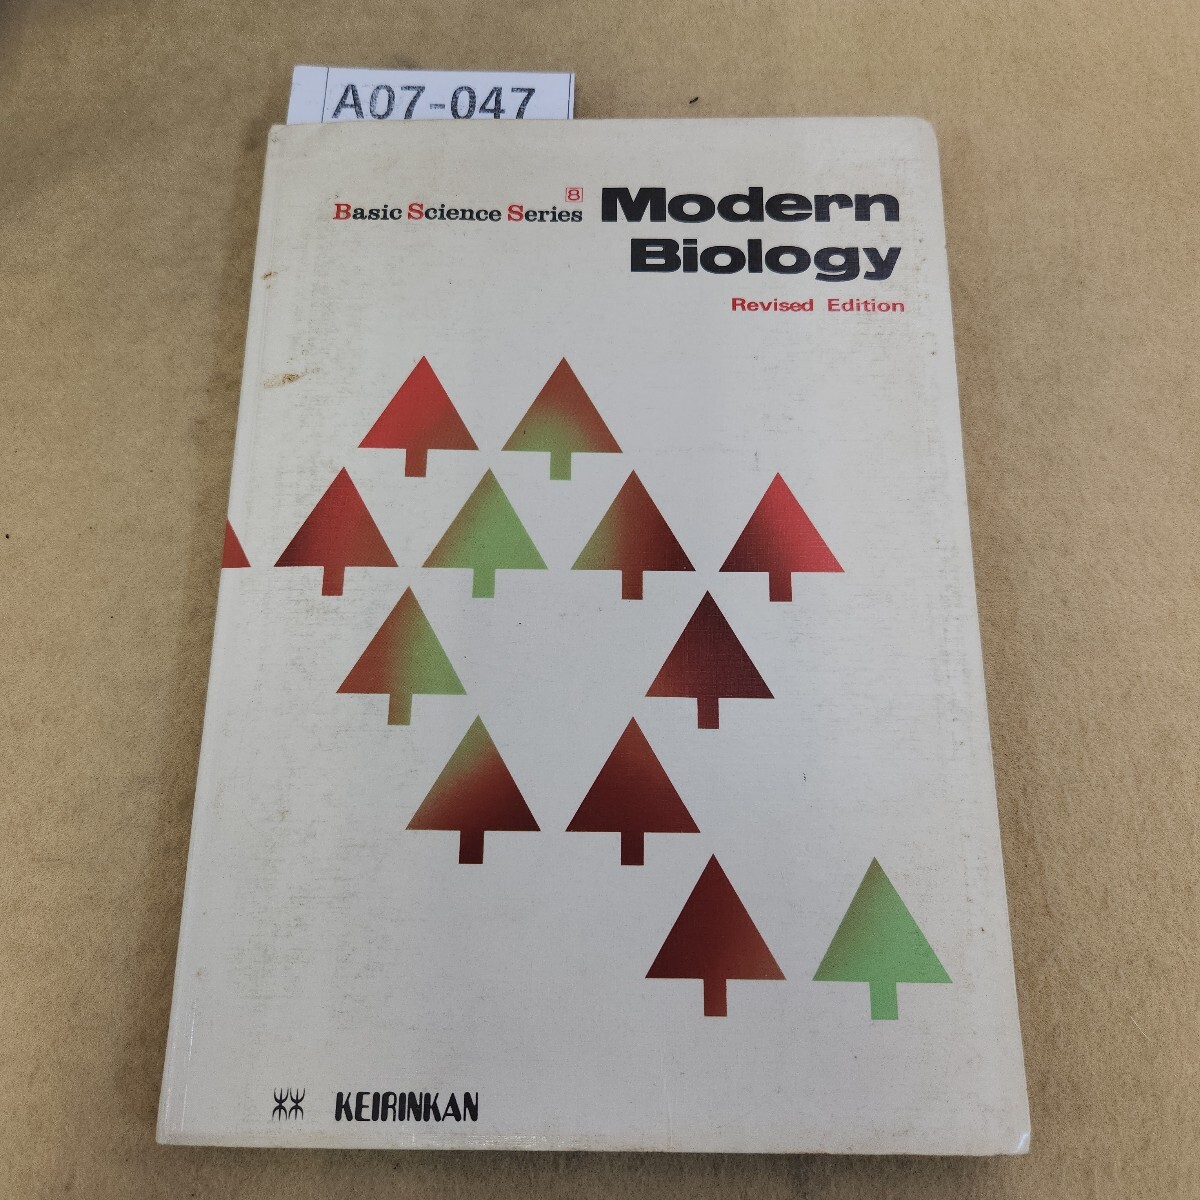 A07-047
Basic Science Series 8
Modern
Biology
Revised Edition
KEIRINKAN